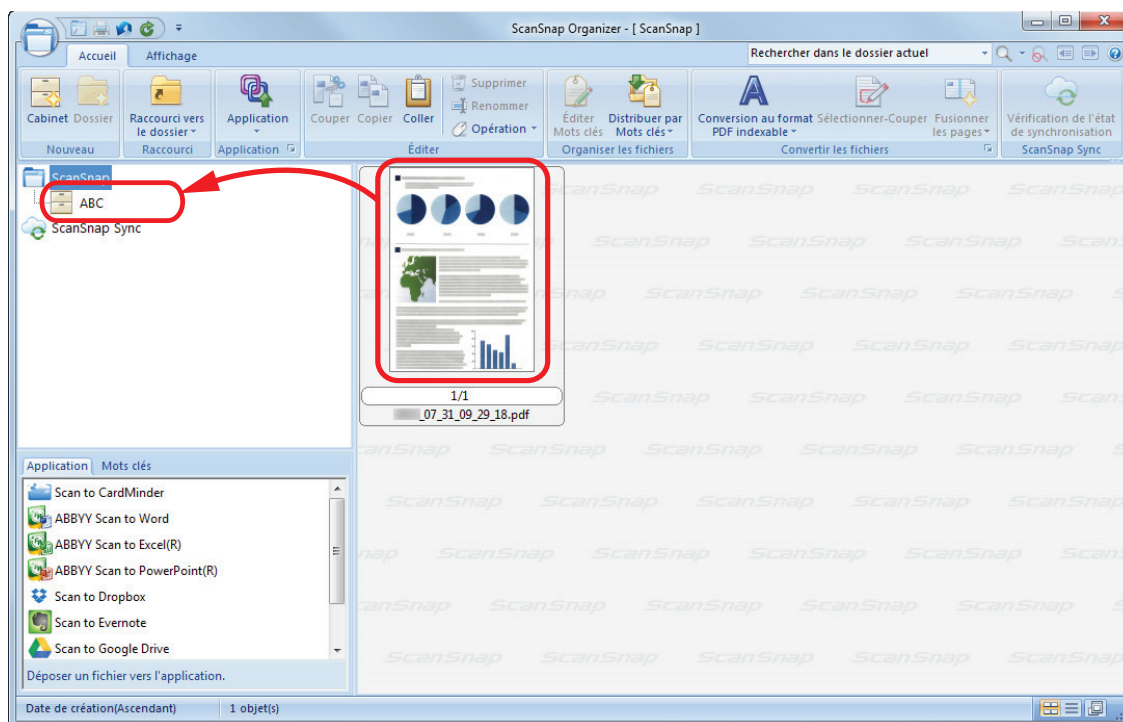 ScanSnap Organizer - [ ScanSnap ]
Accueil Affichage
Rechercher dans le dossier actuel
Cabinet Dossier Raccourci vers le dossier Application Couper Copier Coller
Supprimer
Renommer
Opération
Éditer Mots clés Distribuer par Mots clés
Conversion au format PDF indexable Sélectionner-Couper Fusionner les pages
Vérification de l'état de synchronisation
Nouveau Raccourci Application Éditer Organiser les fichiers Convertir les fichiers ScanSnap Sync
ScanSnap
ABC
ScanSnap Sync
1/1
_07_31_09_29_18.pdf
Application Mots clés
Scan to CardMinder
ABBYY Scan to Word
ABBYY Scan to Excel(R)
ABBYY Scan to PowerPoint(R)
Scan to Dropbox
Scan to Evernote
Scan to Google Drive
Déposer un fichier vers l'application.
Date de création(Ascendant) 1 objet(s)